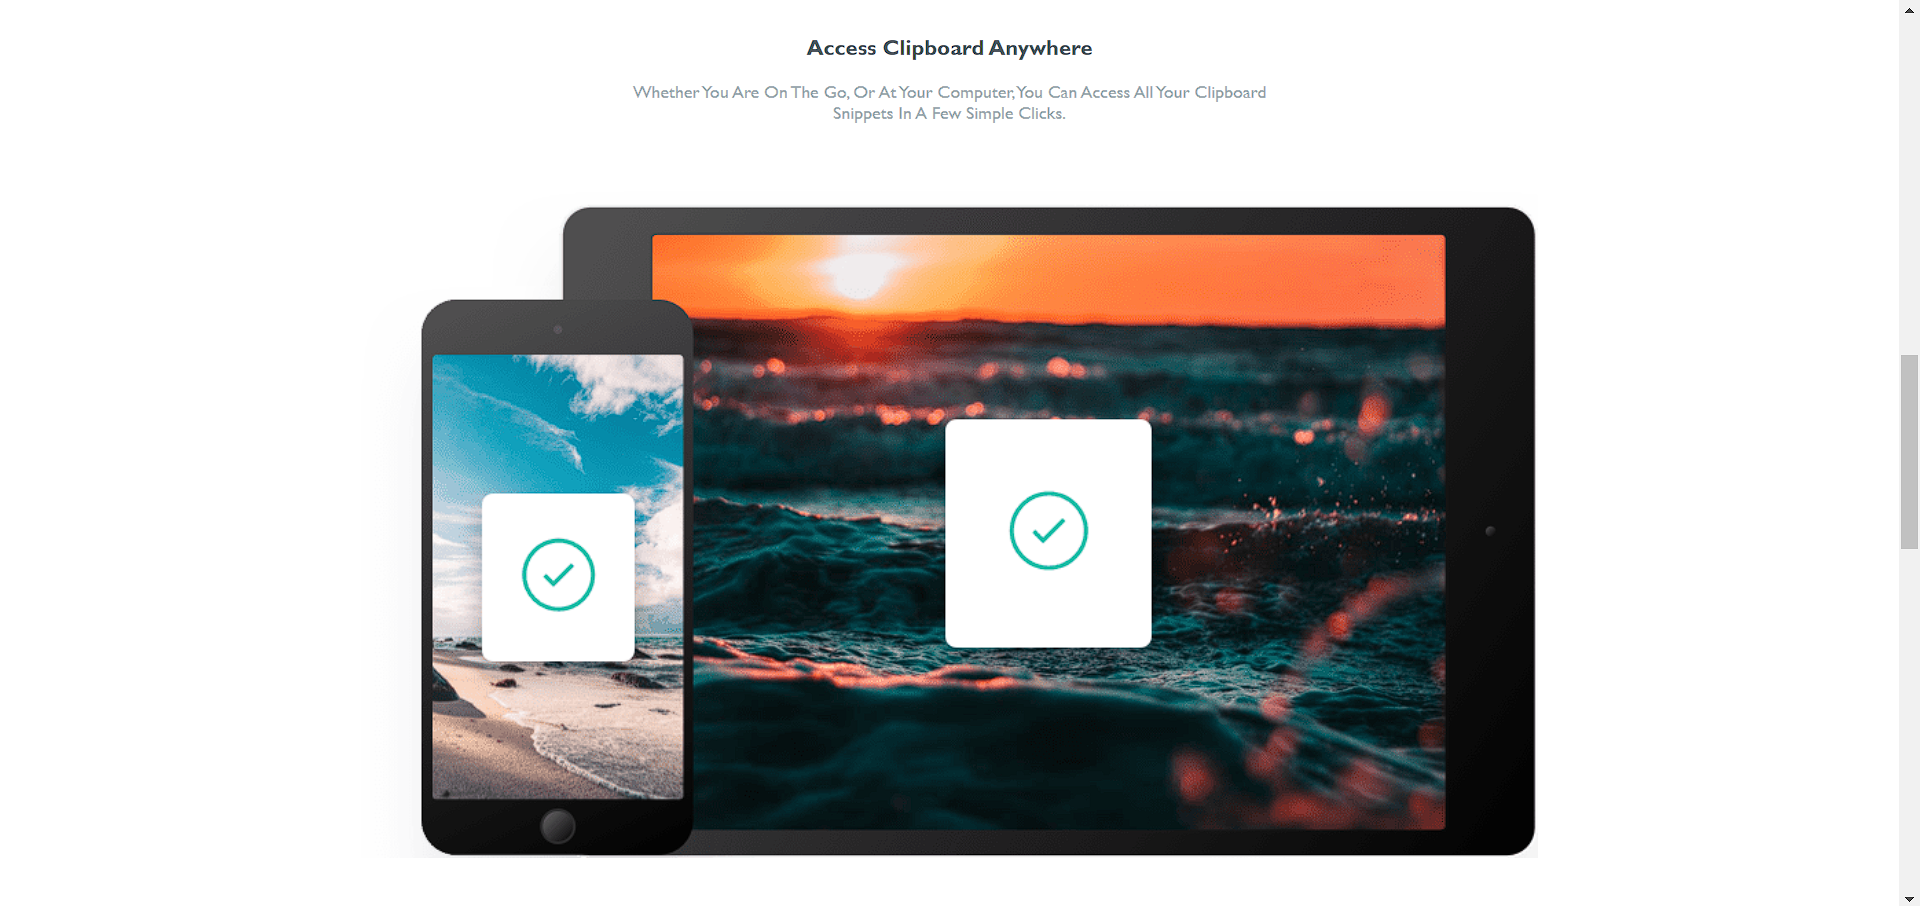 Access Clipboard Anywhere
Whether You Are On The Go, Or At Your Computer, You Can Access All Your Clipboard
Snippets In A Few Simple Clicks.